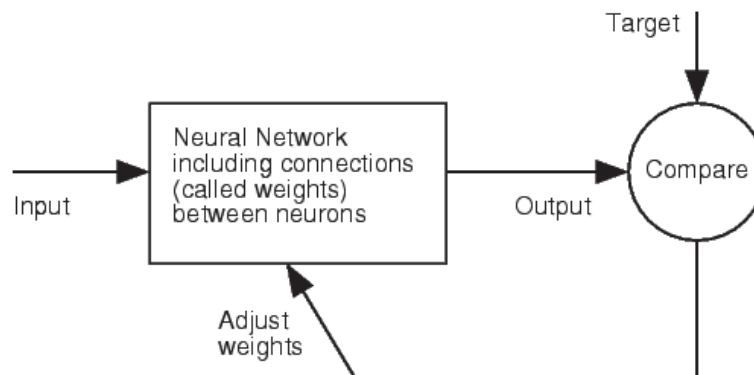 Target
Neural Network
including connections
(called weights)
between neurons
Compare
Input
Output
Adjust
weights